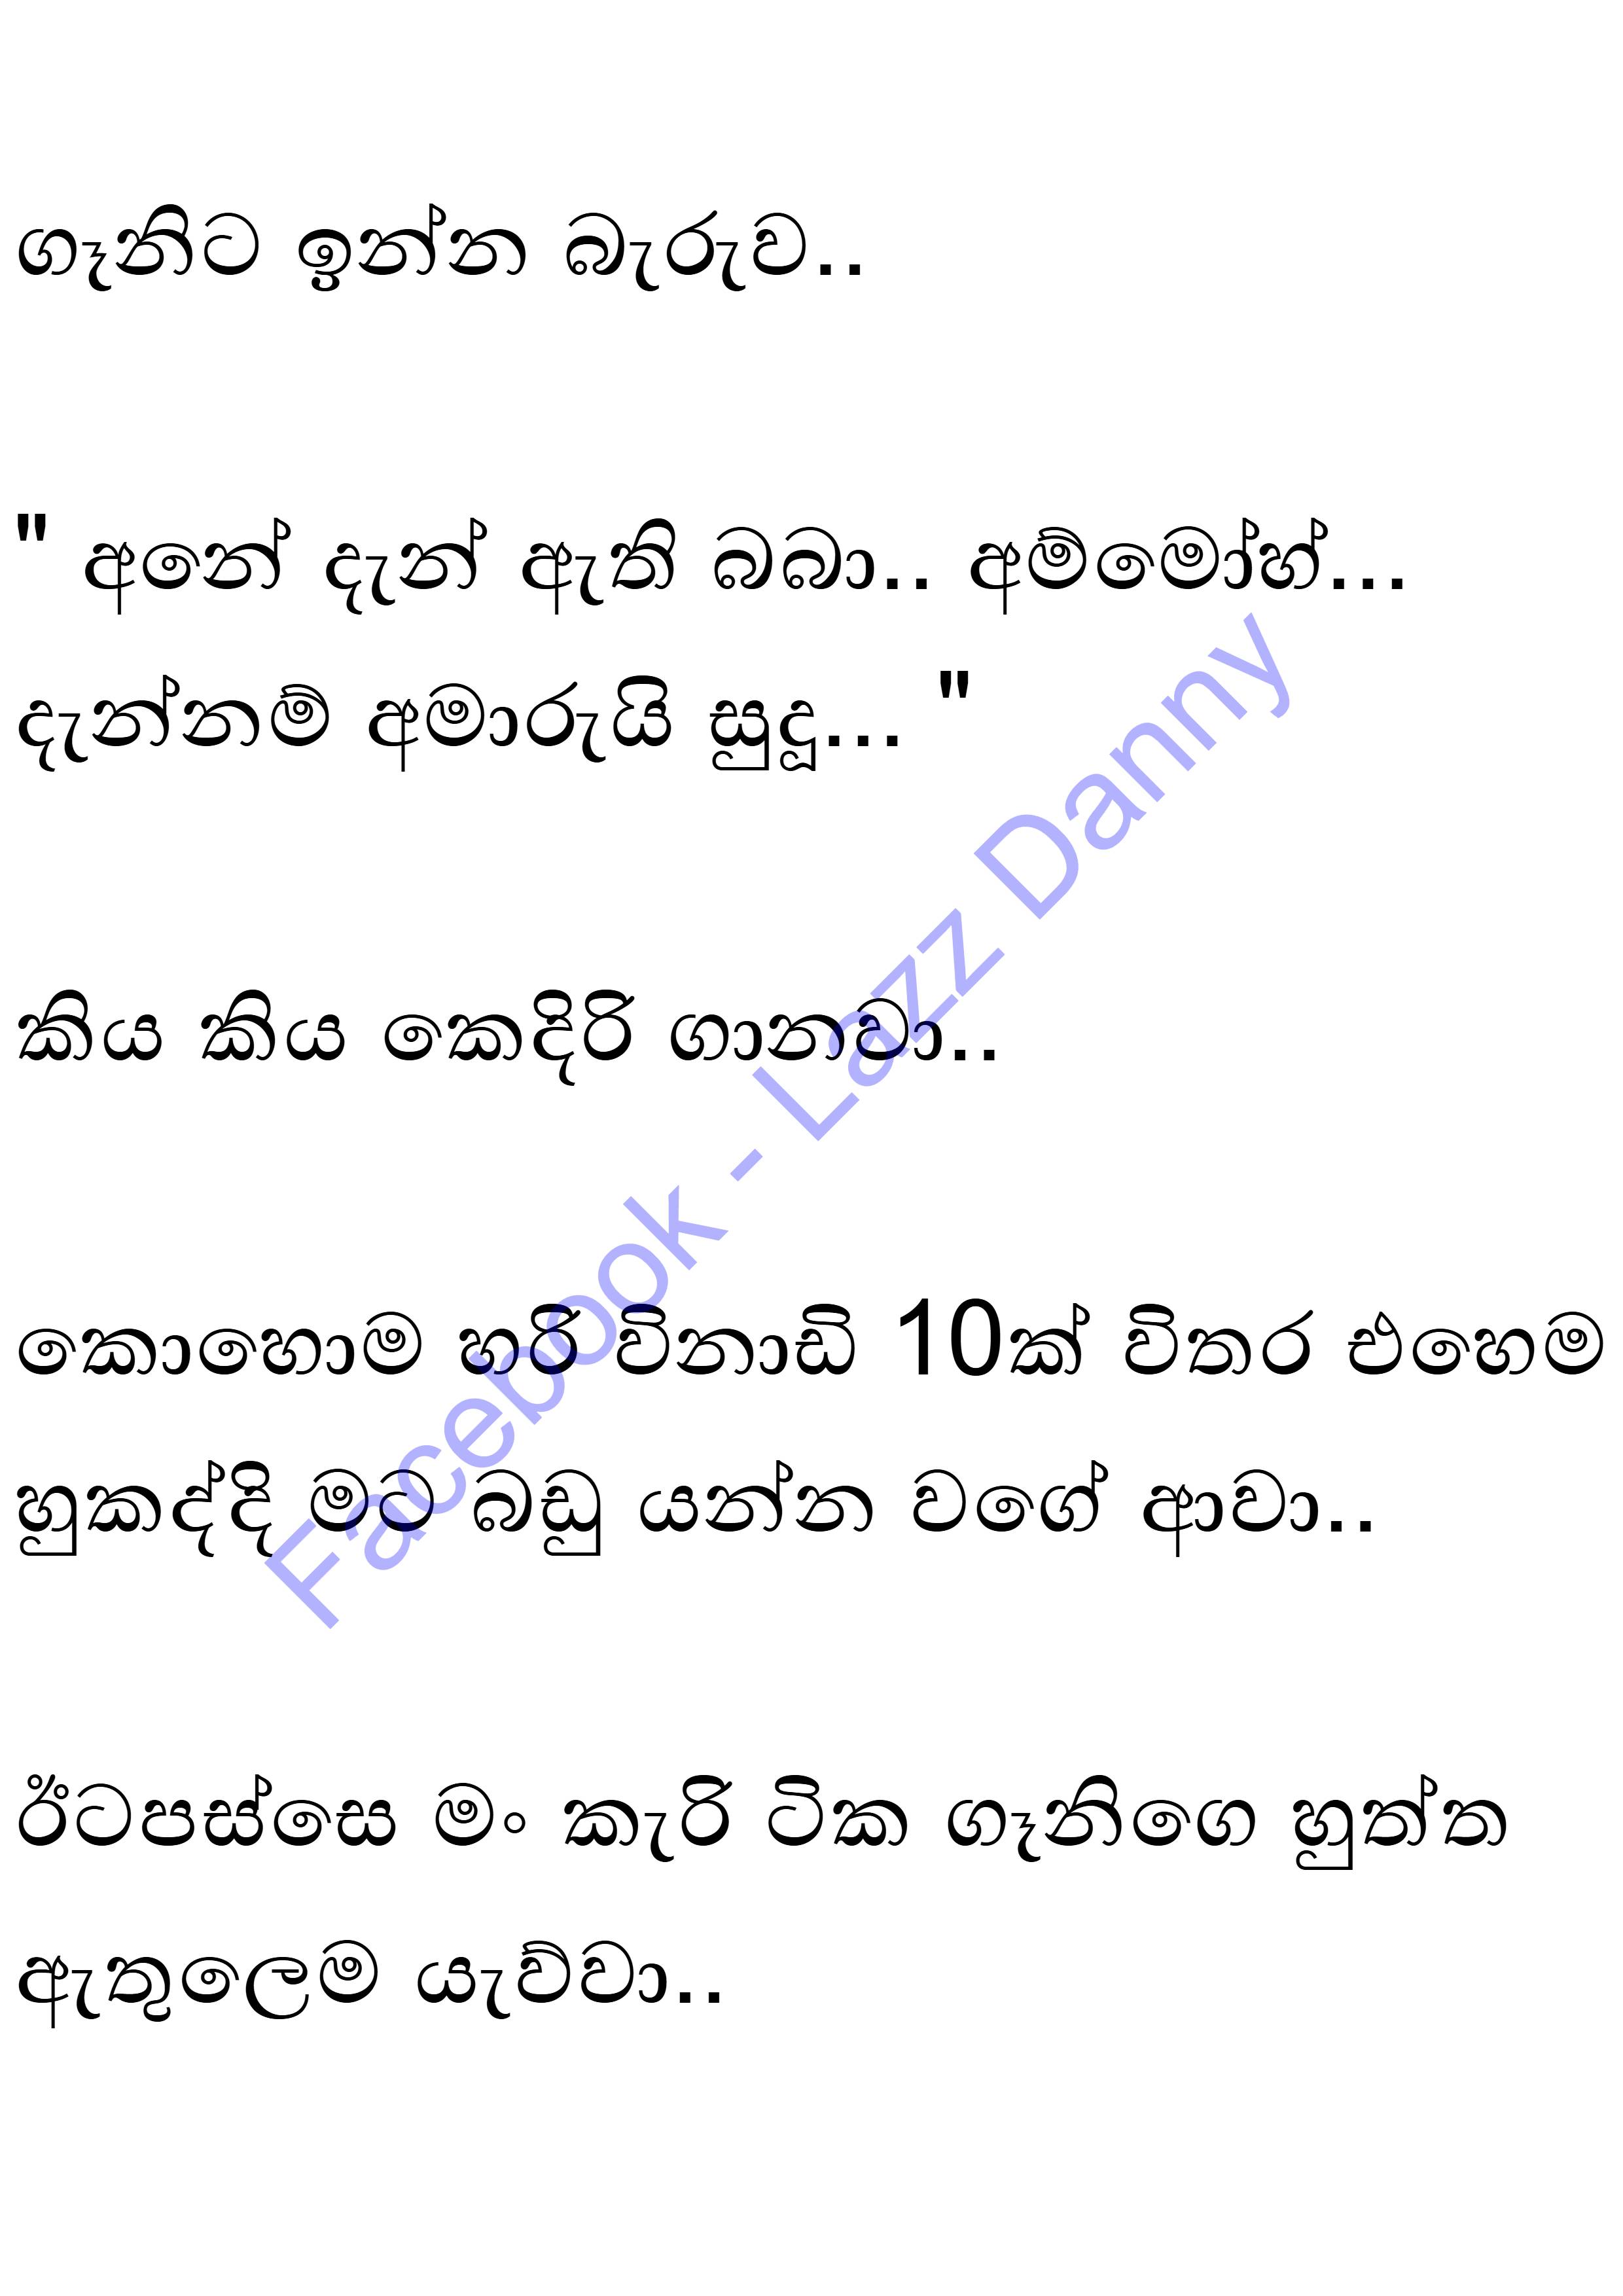 ගෑනිට ඉන්න බැරුව..
" අනේ දැන් ඇති බබා.. අම්මෝහ්...
දැන්නම් අමාරුයි සුදූ... "
කිය කිය කෙදිරි ගානවා..
කොහොම හරි විනාඩි 10ක් විතර එහෙම
හුකද්දි මට බඩු යන්න වගේ ආවා..
ඊටපස්සෙ මං කැරි ටික ගෑනිගෙ හුත්ත
ඇතුලෙම යැව්වා..
Facebook - Lazz Danny